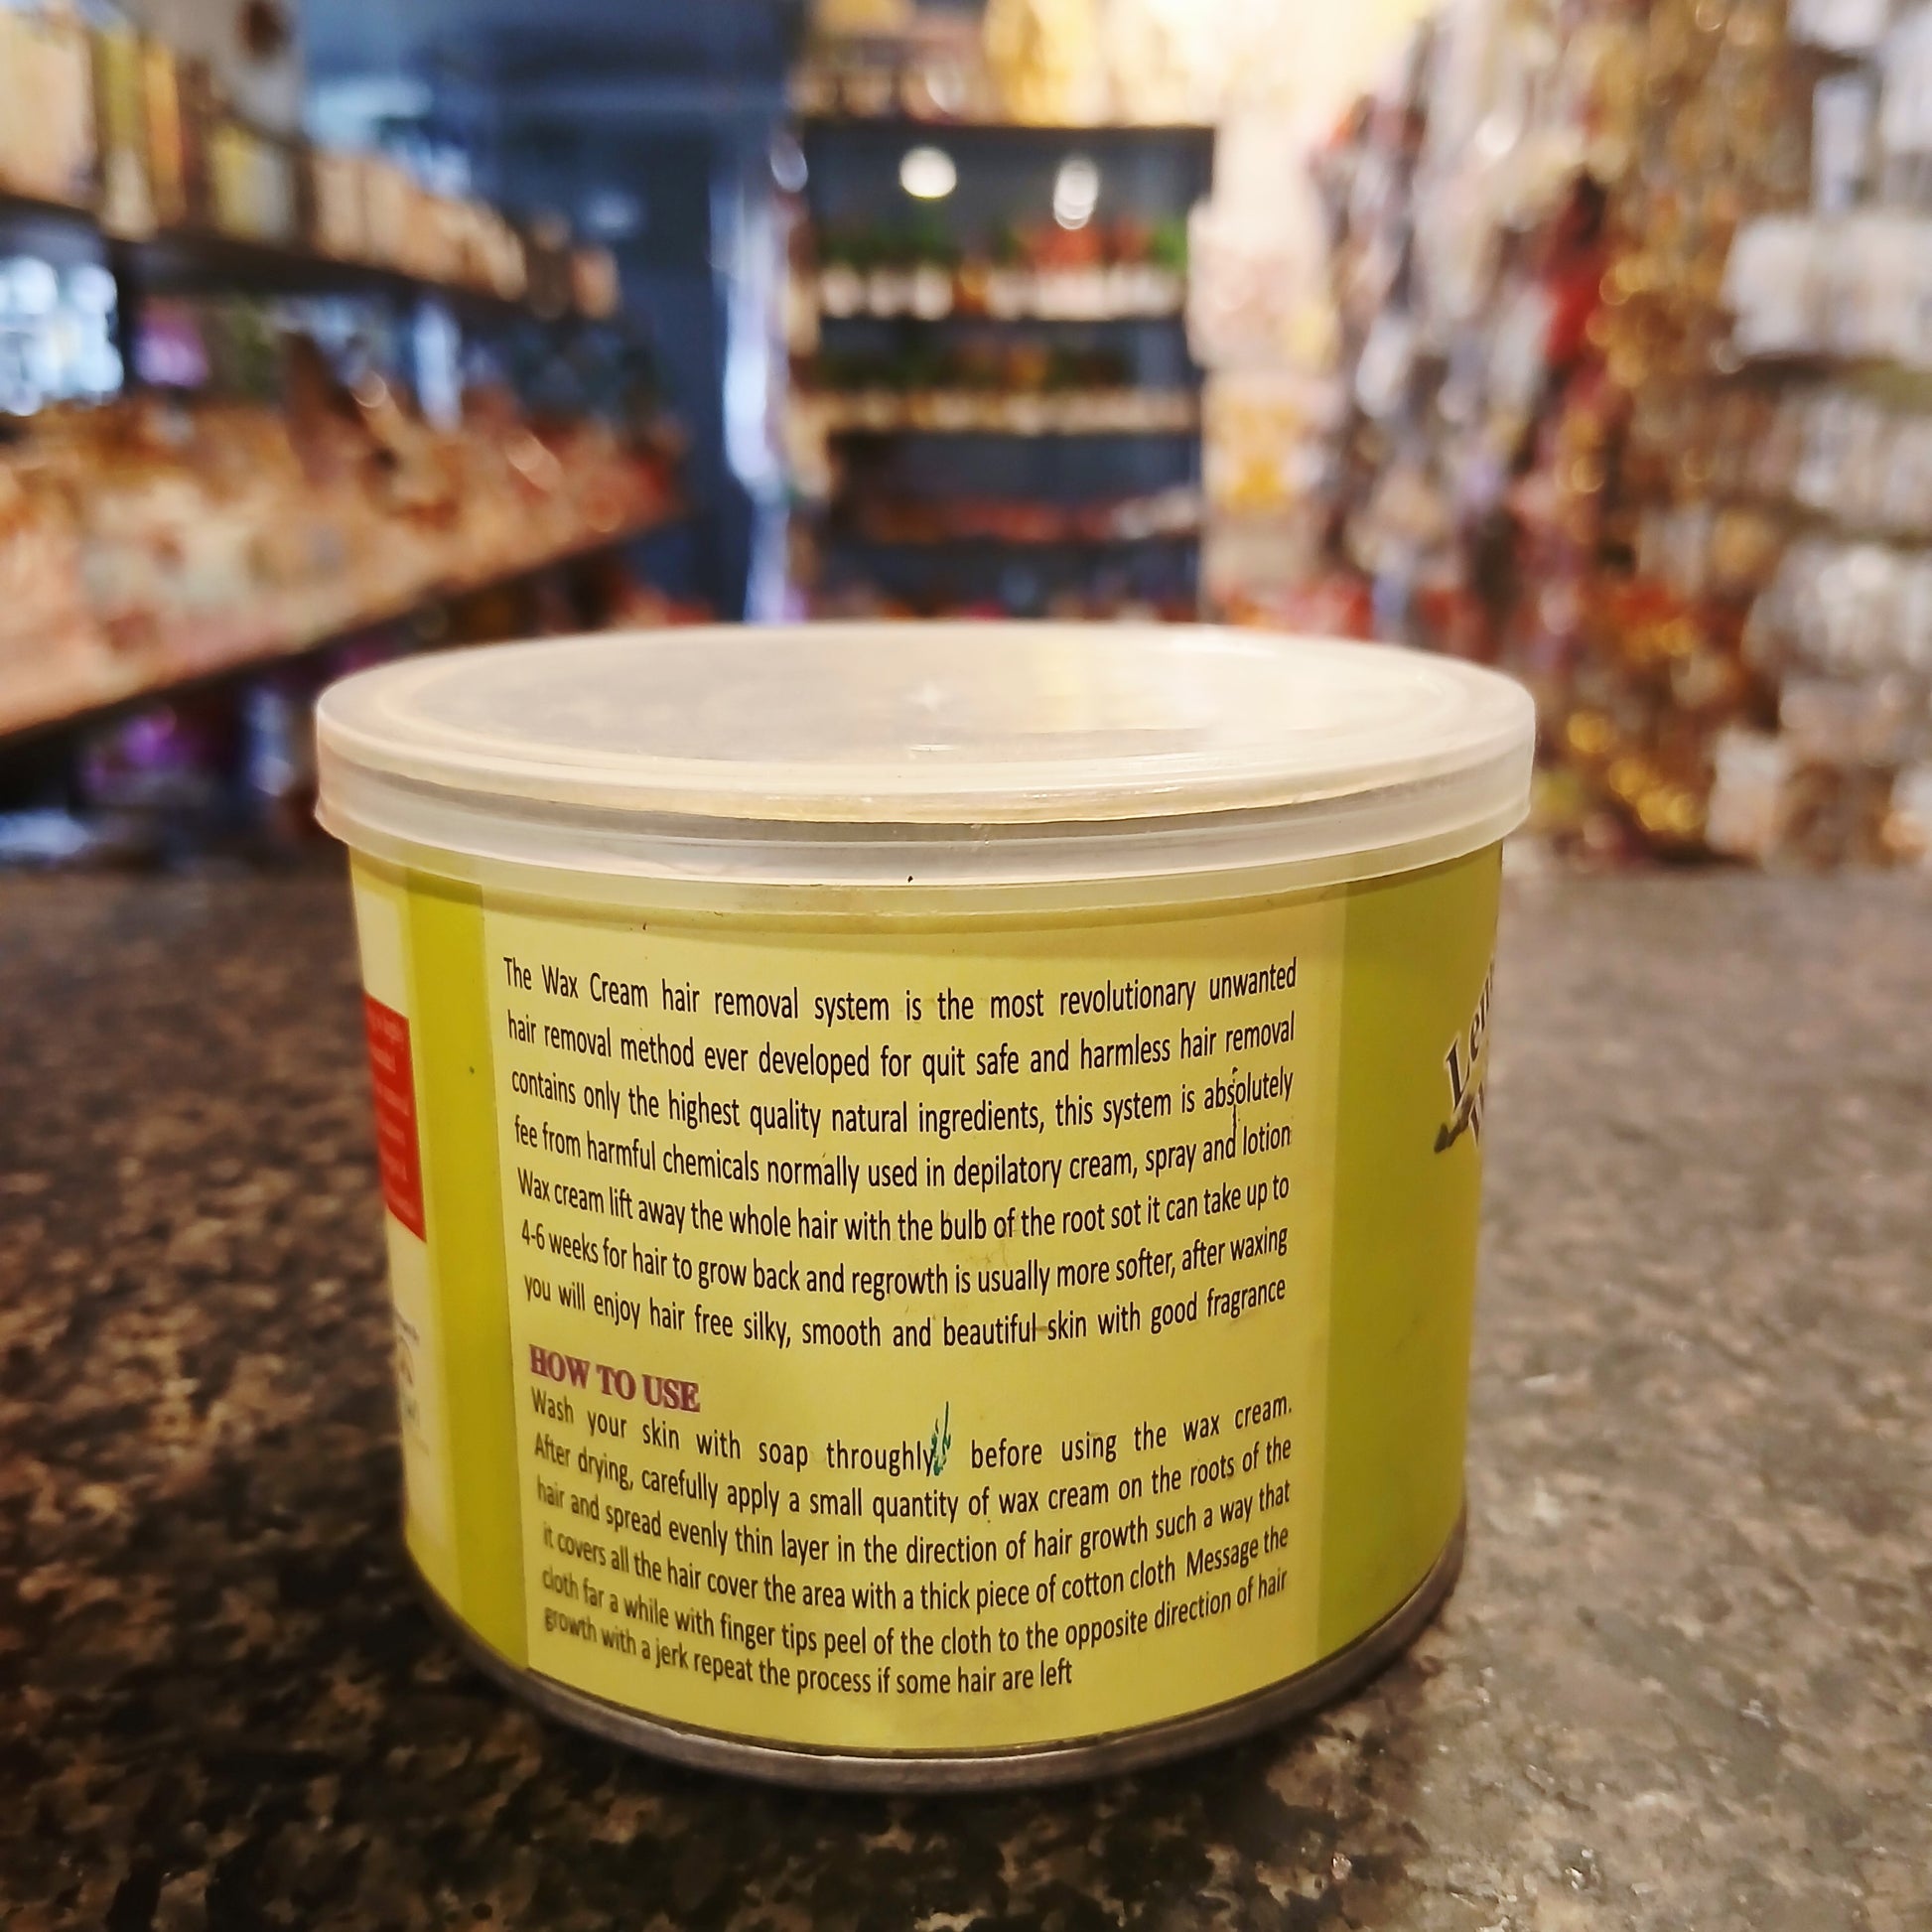 The Wax Cream hair removal system is the most revolutionary unwanted
hair removal method ever developed for quit safe and harmless hair removal
contains only the highest quality natural ingredients, this system is absolutely
fee from harmful chemicals normally used in depilatory cream, spray and lotion
Wax cream lift away the whole hair with the bulb of the root sot it can take up to
4-6 weeks for hair to grow back and regrowth is usually more softer, after waxing
you will enjoy hair free silky, smooth and beautiful skin with good fragrance
HOW TO USE
Wash your skin with soap throughly before using the wax cream.
After drying, carefully apply a small quantity of wax cream on the roots of the
hair and spread evenly thin layer in the direction of hair growth such a way that
it covers all the hair cover the area with a thick piece of cotton cloth Message the
cloth far a while with finger tips peel of the cloth to the opposite direction of hair
growth with a jerk repeat the process if some hair are left